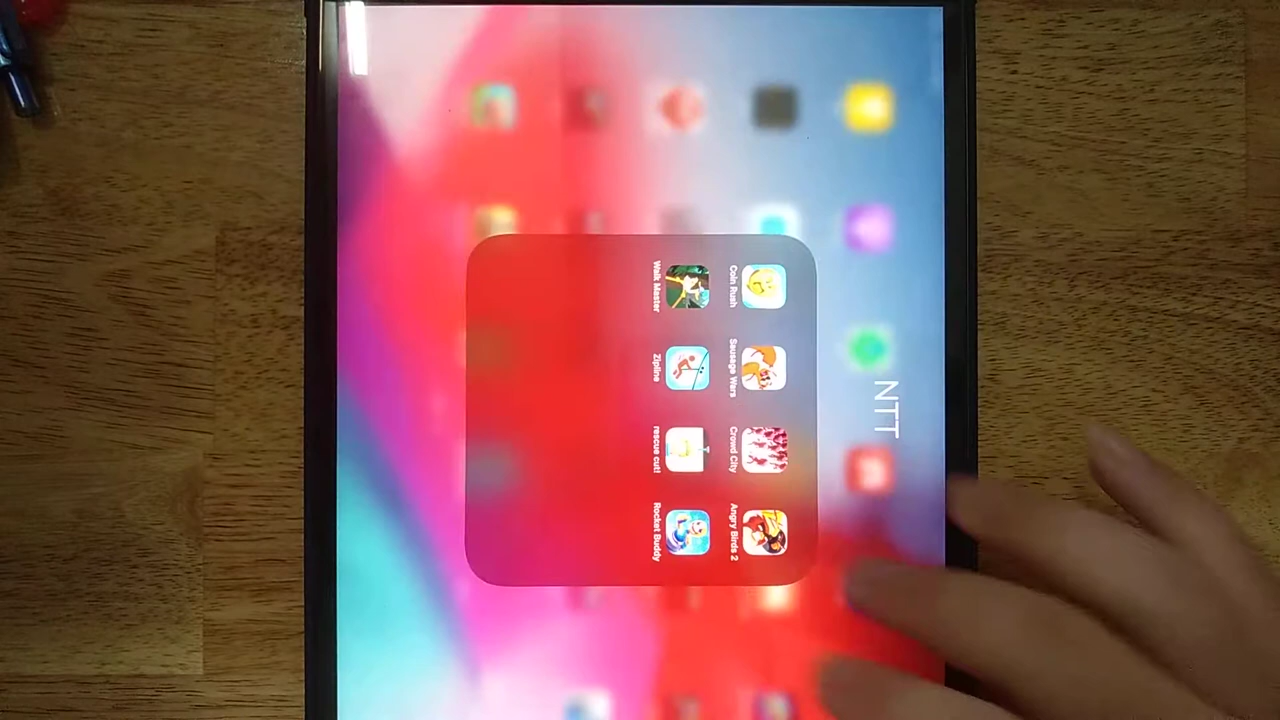 NTT
Coin Rush
Sausage Wars
Crowd City
Angry Birds 2
Walk Master
Zipline
rescue cut!
Rocket Buddy